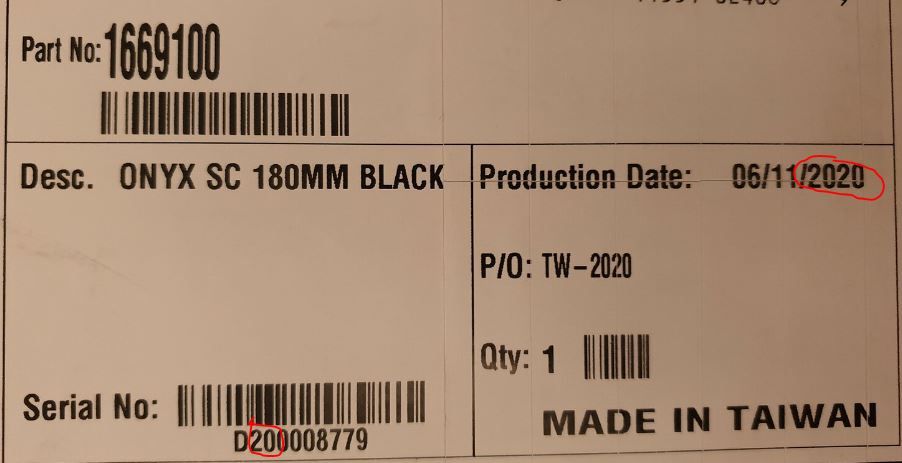 Part No: 1669100
Desc. ONYX SC 180MM BLACK
Production Date: 06/11/2020
P/O: TW-2020
Qty: 1
Serial No:
D200008779
MADE IN TAIWAN